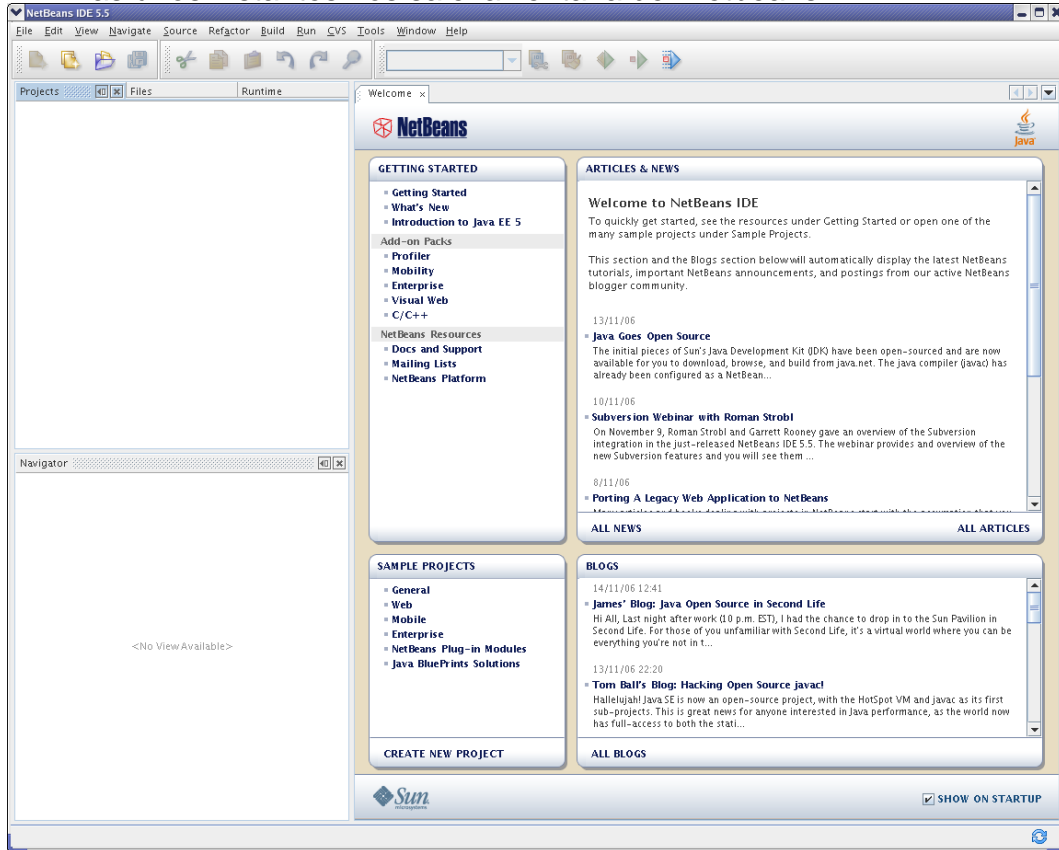 NetBeans IDE 5.5
File Edit View Navigate Source Refactor Build Run CVS Tools Window Help
Projects Files Runtime
Welcome
NetBeans
Java
GETTING STARTED
Getting Started
What's New
Introduction to Java EE 5
Add-on Packs
Profiler
Mobility
Enterprise
Visual Web
C/C++
NetBeans Resources
Docs and Support
Mailing Lists
NetBeans Platform
ARTICLES & NEWS
Welcome to NetBeans IDE
To quickly get started, see the resources under Getting Started or open one of the
many sample projects under Sample Projects.
This section and the Blogs section below will automatically display the latest NetBeans
tutorials, important NetBeans announcements, and postings from our active NetBeans
blogger community.
13/11/06
Java Goes Open Source
The initial pieces of Sun's Java Development Kit (JDK) have been open-sourced and are now
available for you to download, browse, and build from java.net. The java compiler (javac) has
already been configured as a NetBean...
10/11/06
Subversion Webinar with Roman Strobl
On November 9, Roman Strobl and Garrett Rooney gave an overview of the Subversion
integration in the just-released NetBeans IDE 5.5. The webinar provides and overview of the
new Subversion features and you will see them ...
8/11/06
Porting A Legacy Web Application to NetBeans
ALL NEWS ALL ARTICLES
Navigator
<No View Available>
SAMPLE PROJECTS
General
Web
Mobile
Enterprise
NetBeans Plug-in Modules
Java BluePrints Solutions
CREATE NEW PROJECT
BLOGS
14/11/06 12:41
James' Blog: Java Open Source in Second Life
Hi All, Last night after work (10 p.m. EST), I had the chance to drop in to the Sun Pavilion in
Second Life. For those of you unfamiliar with Second Life, it's a virtual world where you can be
everything you're not in t...
13/11/06 22:20
Tom Ball's Blog: Hacking Open Source javac!
Hallelujah! Java SE is now an open-source project, with the HotSpot VM and javac as its first
sub-projects. This is great news for anyone interested in Java performance, as the world now
has full-access to both the stati...
ALL BLOGS
Sun
microsystems
SHOW ON STARTUP